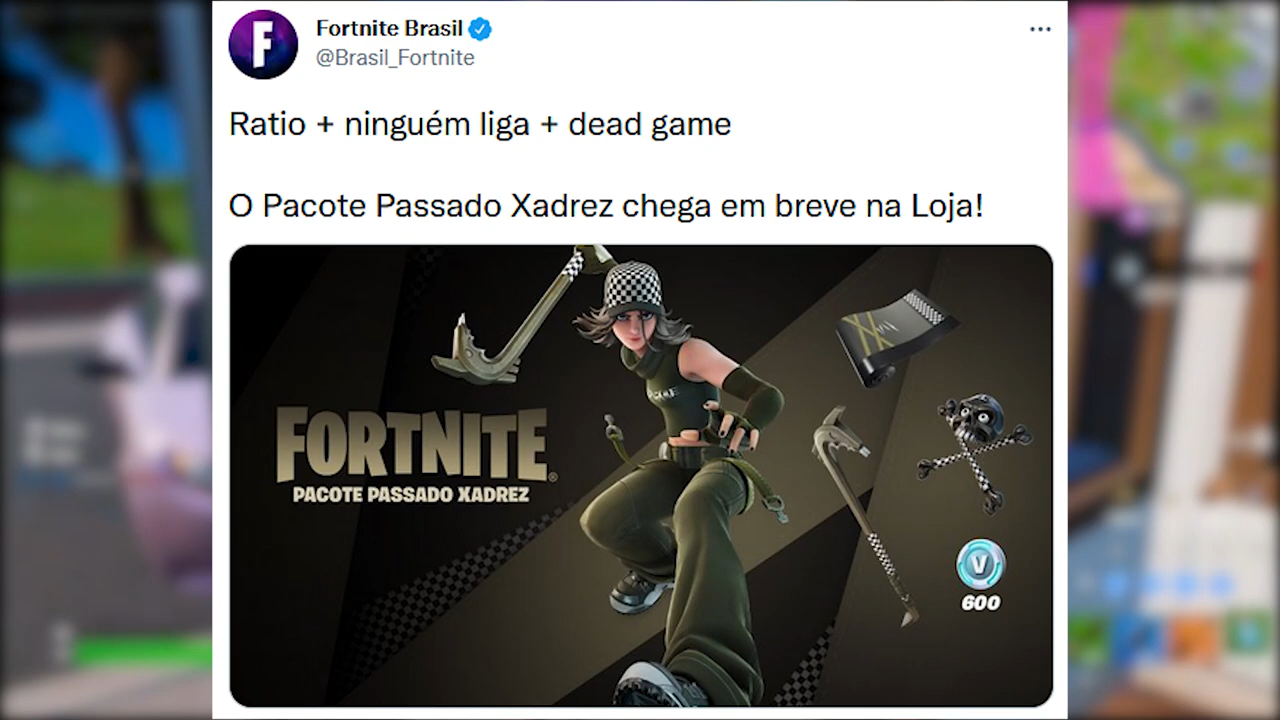 Fortnite Brasil
@Brasil_Fortnite
Ratio + ninguém liga + dead game
O Pacote Passado Xadrez chega em breve na Loja!
FORTNITE
PACOTE PASSADO XADREZ
V
600